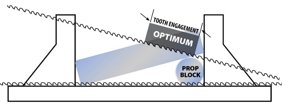 TOOTH ENGAGEMENT
OPTIMUM
PROP
BLOCK